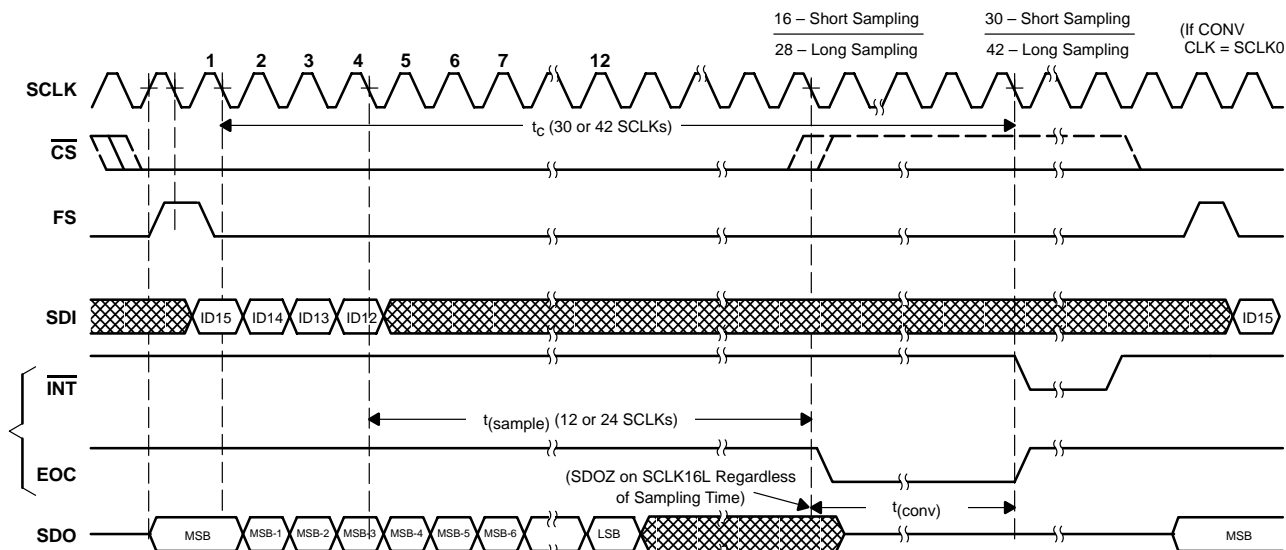 16 – Short Sampling
28 – Long Sampling
30 – Short Sampling
42 – Long Sampling
(If CONV
CLK = SCLK0
1 2 3 4 5 6 7 12
SCLK
tc (30 or 42 SCLKs)
CS
FS
SDI ID15 ID14 ID13 ID12 ID15
INT
t(sample) (12 or 24 SCLKs)
EOC
(SDOZ on SCLK16L Regardless
of Sampling Time)
t(conv)
SDO MSB MSB-1 MSB-2 MSB-3 MSB-4 MSB-5 MSB-6 LSB MSB